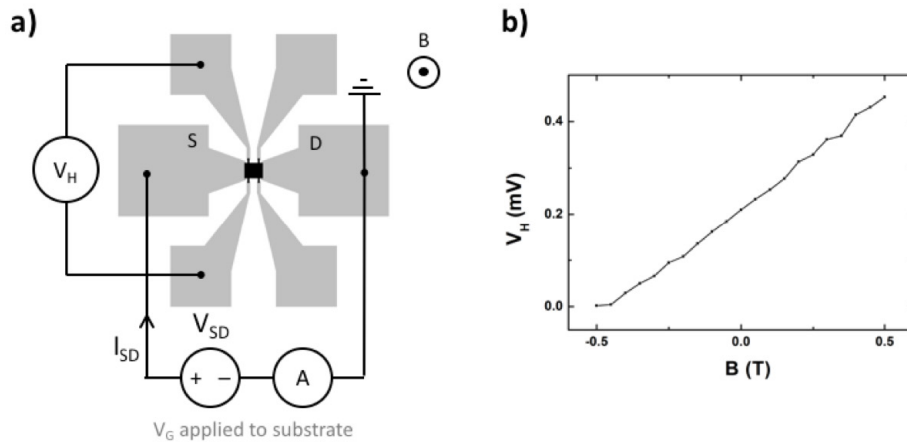 a)
B
S
D
V_H
I_SD
V_SD
+ −
A
V_G applied to substrate
b)
V_H (mV)
0.4
0.2
0.0
-0.5
0.0
0.5
B (T)